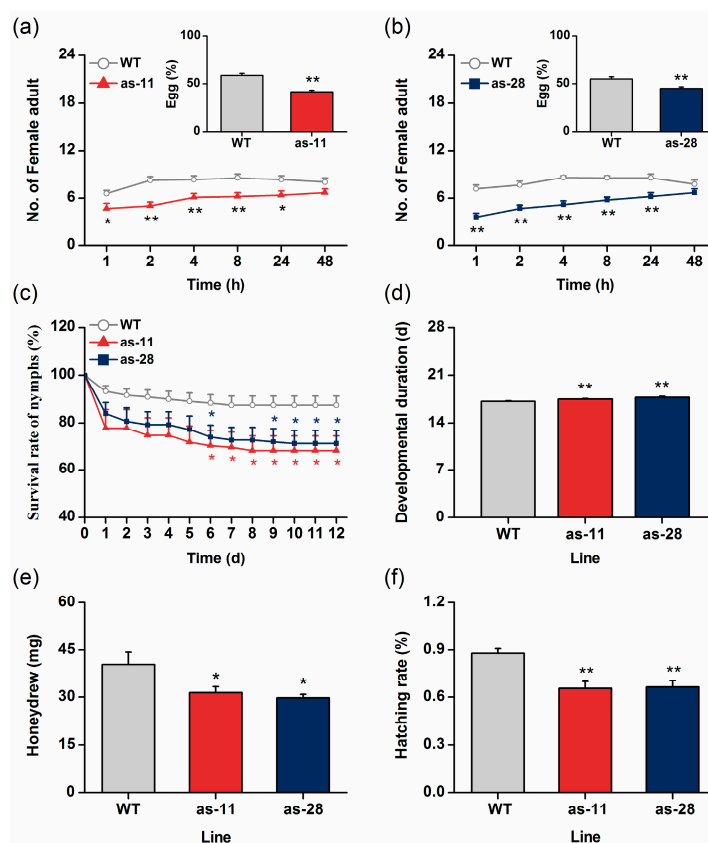 (a)
No. of Female adult
24
18
12
6
0
WT
as-11
Egg (%)
100
50
0
**
WT
as-11
*
**
**
**
*
1
2
4
8
24
48
Time (h)
(b)
No. of Female adult
24
18
12
6
0
WT
as-28
Egg (%)
100
50
0
**
WT
as-28
**
**
**
**
**
1
2
4
8
24
48
Time (h)
(c)
Survival rate of nymphs (%)
120
100
80
60
40
WT
as-11
as-28
*
*
*
*
*
*
*
*
*
*
*
*
0
1
2
3
4
5
6
7
8
9
10
11
12
Time (d)
(d)
Developmental duration (d)
28
21
14
7
0
**
**
WT
as-11
as-28
Line
(e)
Honeydrew (mg)
60
45
30
15
0
*
*
WT
as-11
as-28
Line
(f)
Hatching rate (%)
1.2
0.9
0.6
0.3
0.0
**
**
WT
as-11
as-28
Line